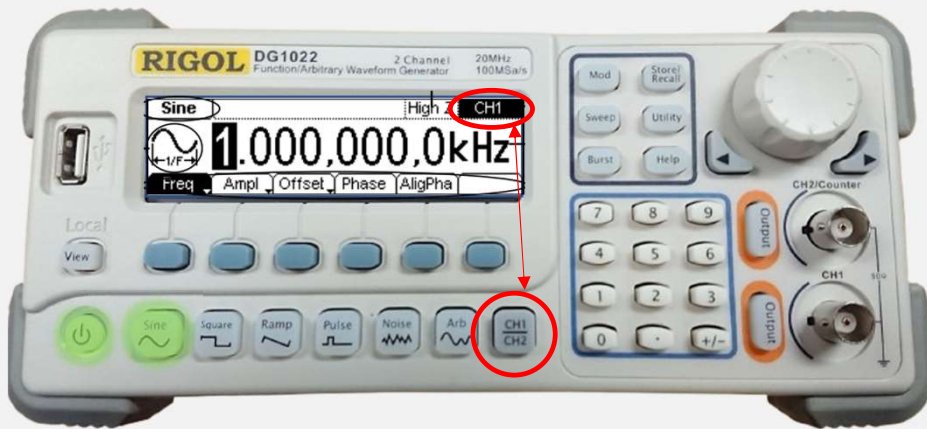 RIGOL DG1022 2 Channel 20MHz
Function/Arbitrary Waveform Generator 100MSa/s
Sine High Z CH1
1/F 1.000,000,0kHz
Freq Ampl Offset Phase AligPha
Local
View
Sine Square Ramp Pulse Noise Arb CH1
CH2
Mod Store/
Recall
Sweep Utility
Burst Help
7 8 9
4 5 6
1 2 3
0 . +/-
CH2/Counter
Output
CH1
Output